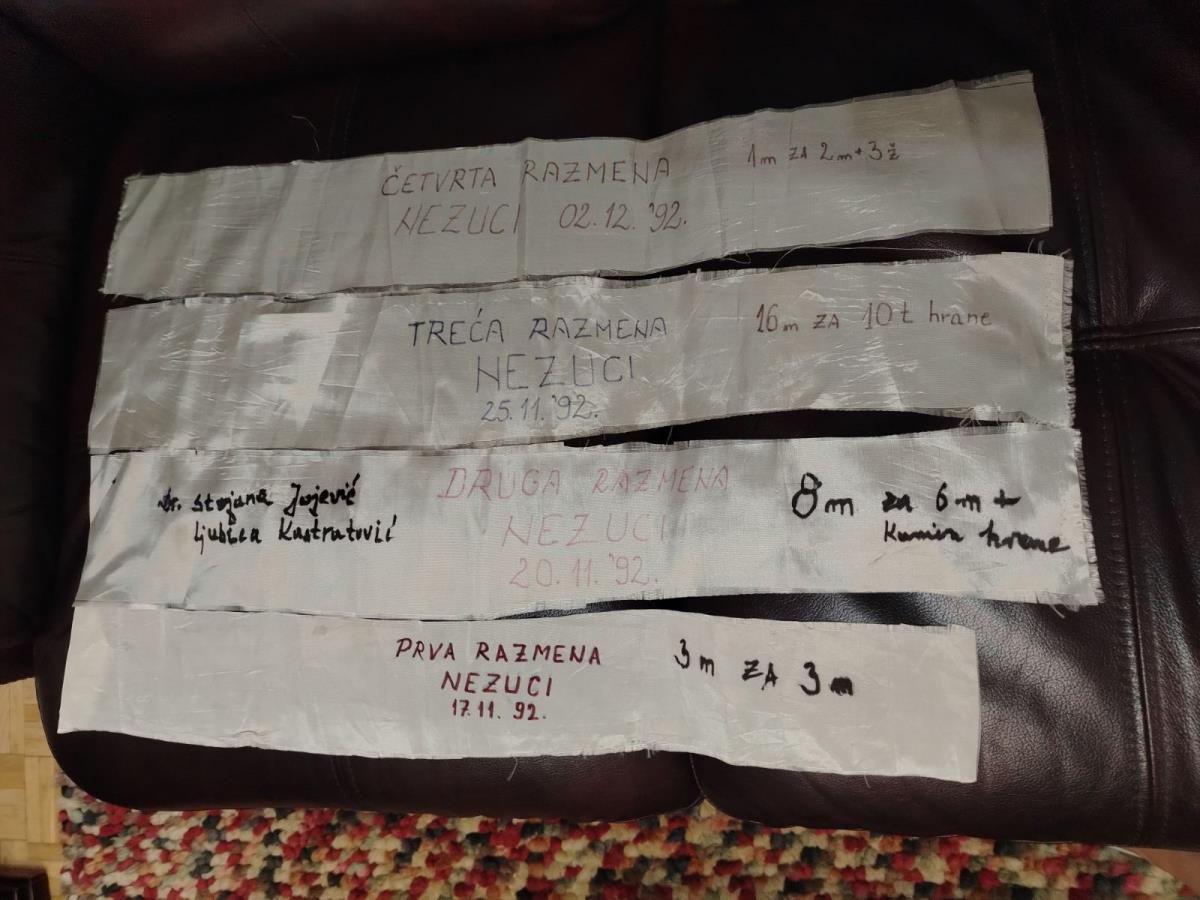 ČETVRTA RAZMENA
NEZUCI 02.12. '92.
1m ZA 2m + 3ž
TREĆA RAZMENA
NEZUCI
25.11. '92.
16m ZA 10t hrane
Dr. Stojana Jojević
Ljubica Kastratović
DRUGA RAZMENA
NEZUCI
20.11. '92.
8m za 6m +
Kamion hrane
PRVA RAZMENA
NEZUCI
17.11. 92.
3m ZA 3m